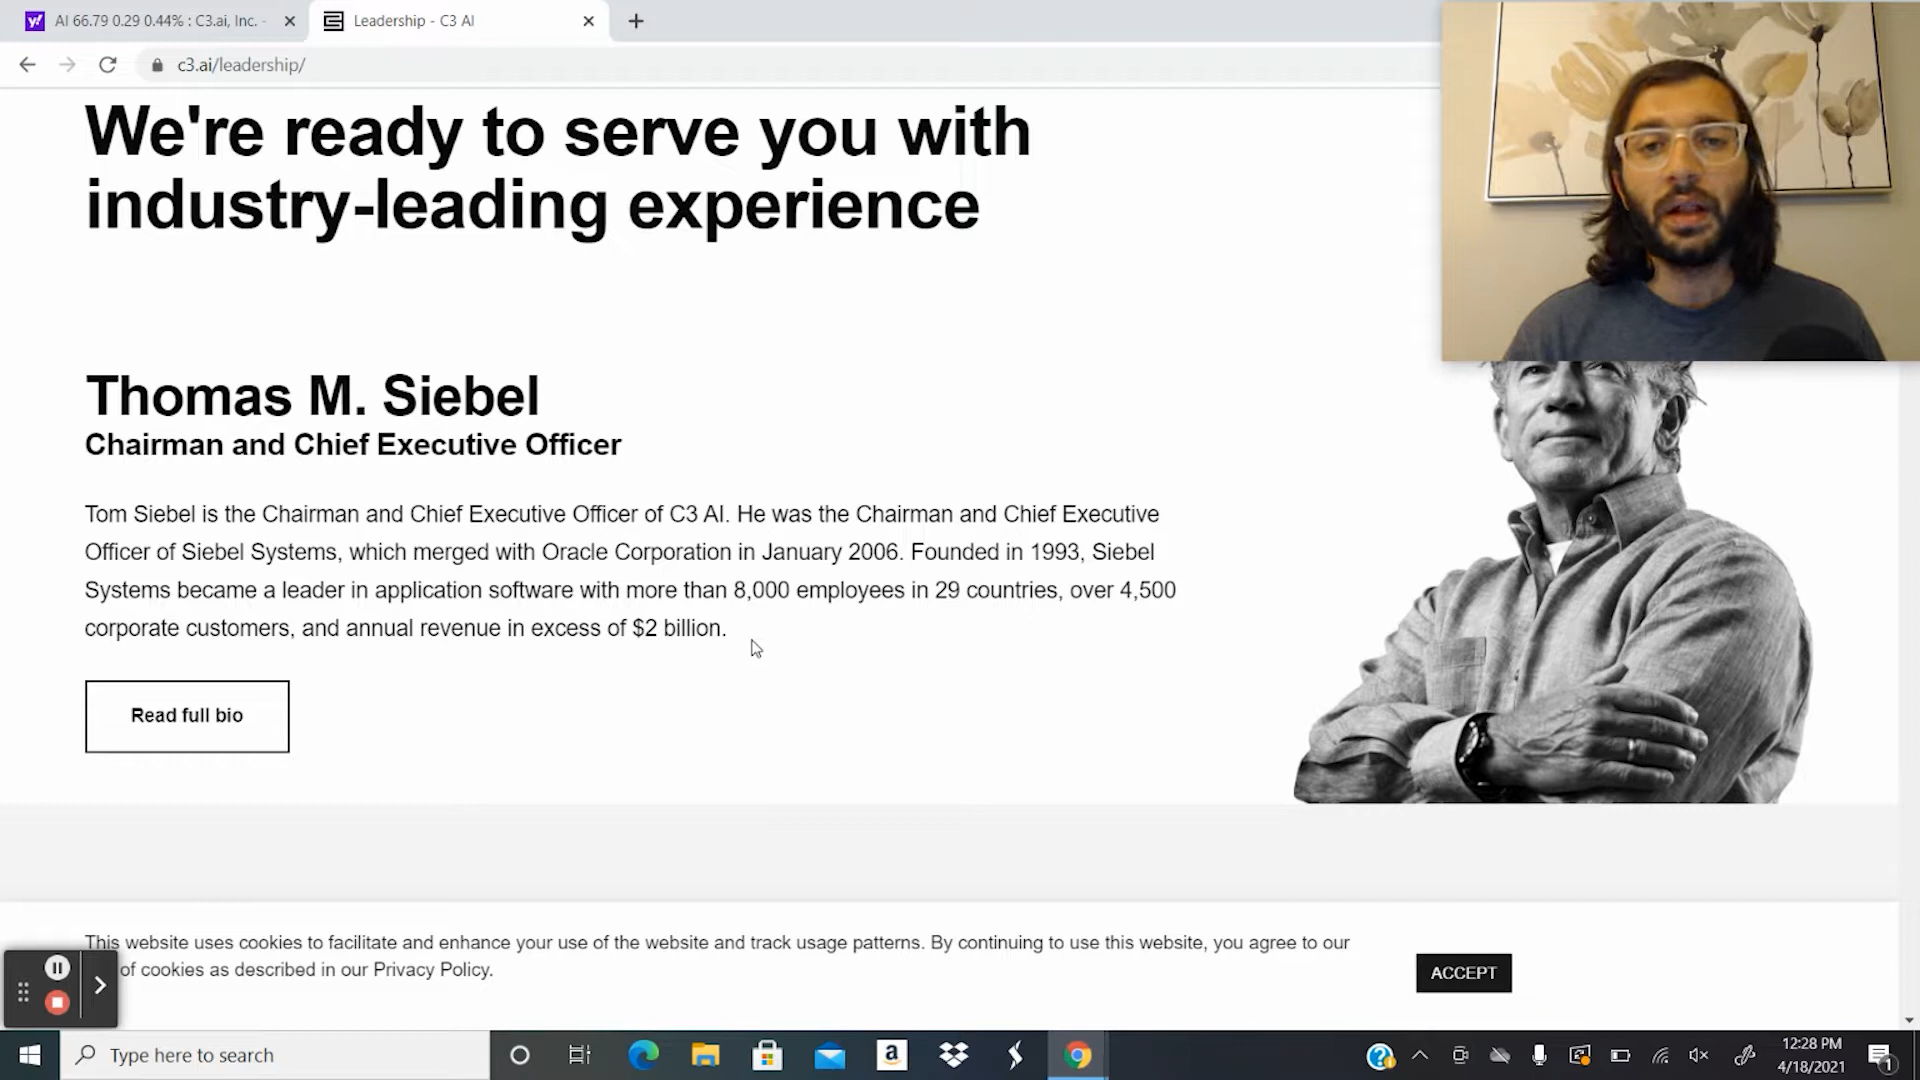 AI 66.79 0.29 0.44% : C3.ai, Inc. -
Leadership - C3 AI
c3.ai/leadership/
We're ready to serve you with
industry-leading experience
Thomas M. Siebel
Chairman and Chief Executive Officer
Tom Siebel is the Chairman and Chief Executive Officer of C3 AI. He was the Chairman and Chief Executive
Officer of Siebel Systems, which merged with Oracle Corporation in January 2006. Founded in 1993, Siebel
Systems became a leader in application software with more than 8,000 employees in 29 countries, over 4,500
corporate customers, and annual revenue in excess of $2 billion.
Read full bio
This website uses cookies to facilitate and enhance your use of the website and track usage patterns. By continuing to use this website, you agree to our
of cookies as described in our Privacy Policy.
ACCEPT
Type here to search
12:28 PM
4/18/2021
1